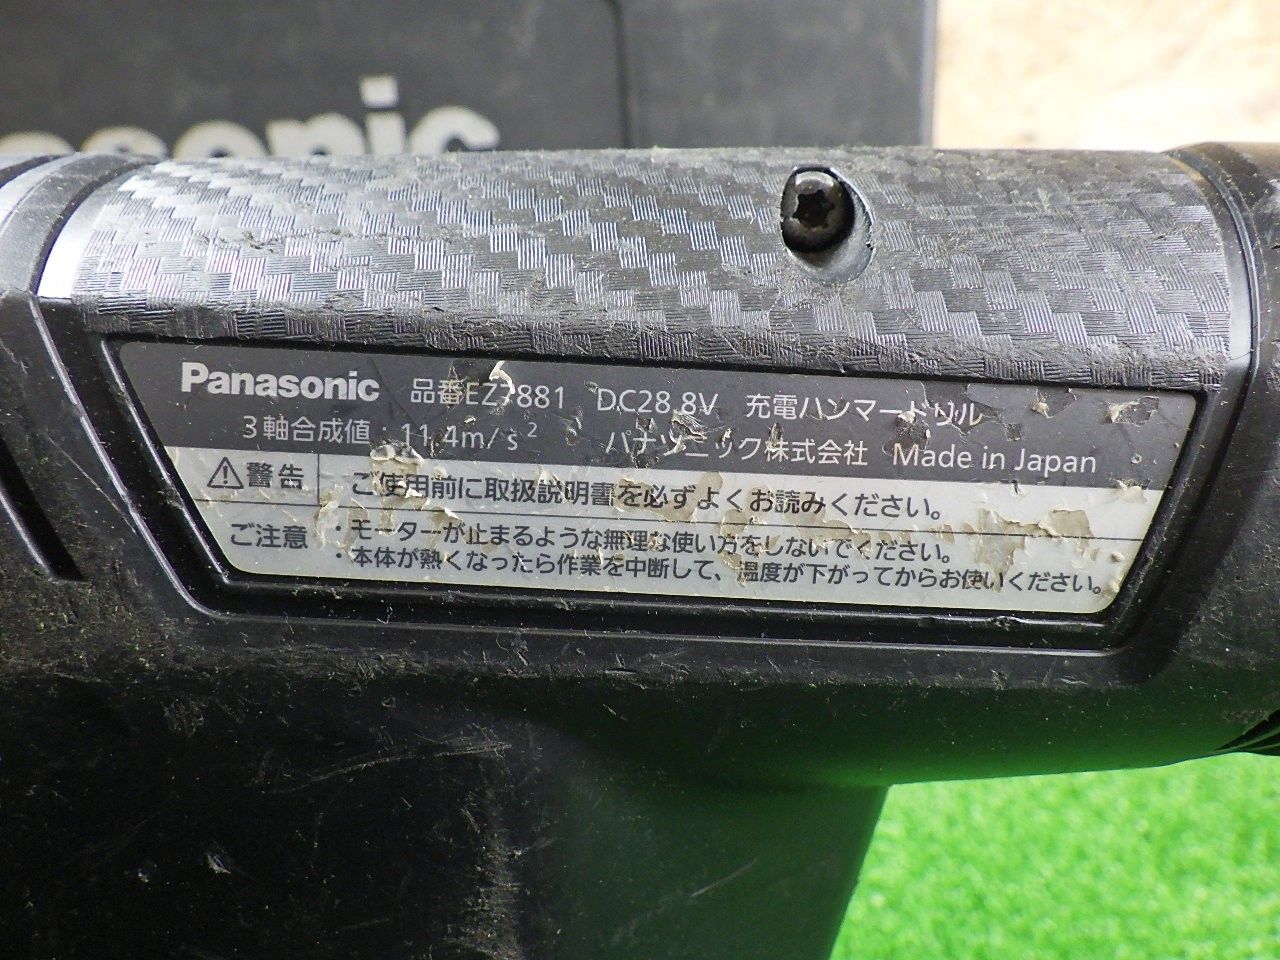 asonic
Panasonic 品番EZ7881 DC28.8V 充電ハンマードリル
3軸合成値:11.4m/s² パナソニック株式会社 Made in Japan
警告 ご使用前に取扱説明書を必ずよくお読みください。
ご注意 ・モーターが止まるような無理な使い方をしないでください。
・本体が熱くなったら作業を中断して、温度が下がってからお使いください。